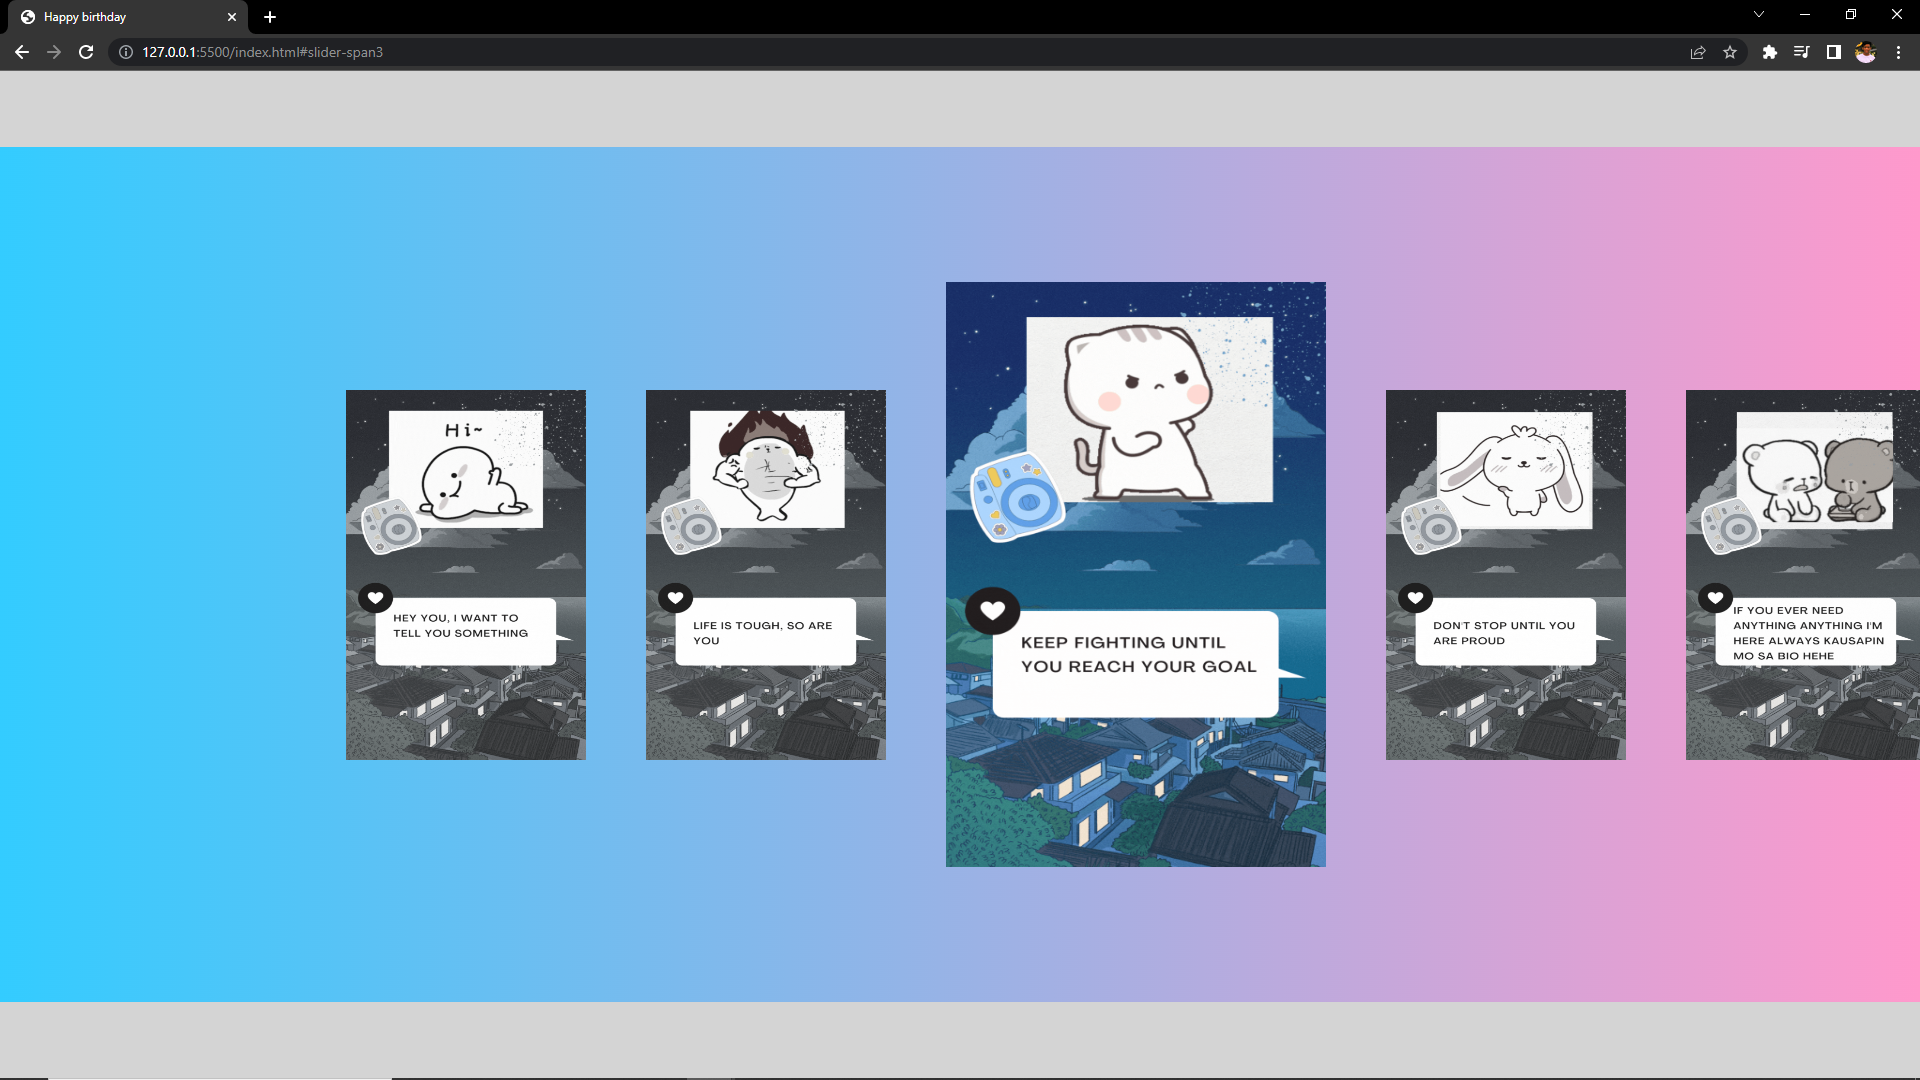 Happy birthday
127.0.0.1:5500/index.html#slider-span3
Hi~
HEY YOU, I WANT TO
TELL YOU SOMETHING
LIFE IS TOUGH, SO ARE
YOU
KEEP FIGHTING UNTIL
YOU REACH YOUR GOAL
DON'T STOP UNTIL YOU
ARE PROUD
IF YOU EVER NEED
ANYTHING ANYTHING I'M
HERE ALWAYS KAUSAPIN
MO SA BIO HEHE